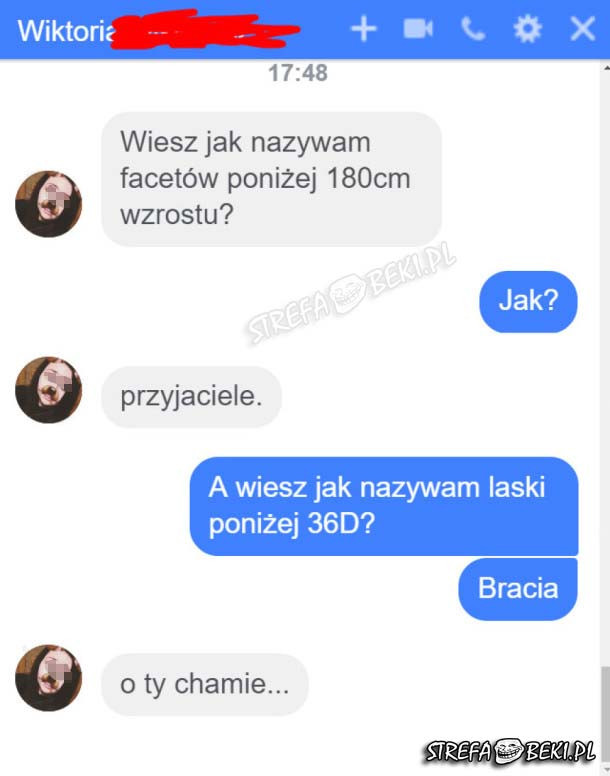 Wiktoria
17:48
Wiesz jak nazywam
facetów poniżej 180cm
wzrostu?
STREFA BEKI.PL
Jak?
przyjaciele.
A wiesz jak nazywam laski
poniżej 36D?
Bracia
o ty chamie...
STREFA BEKI.PL